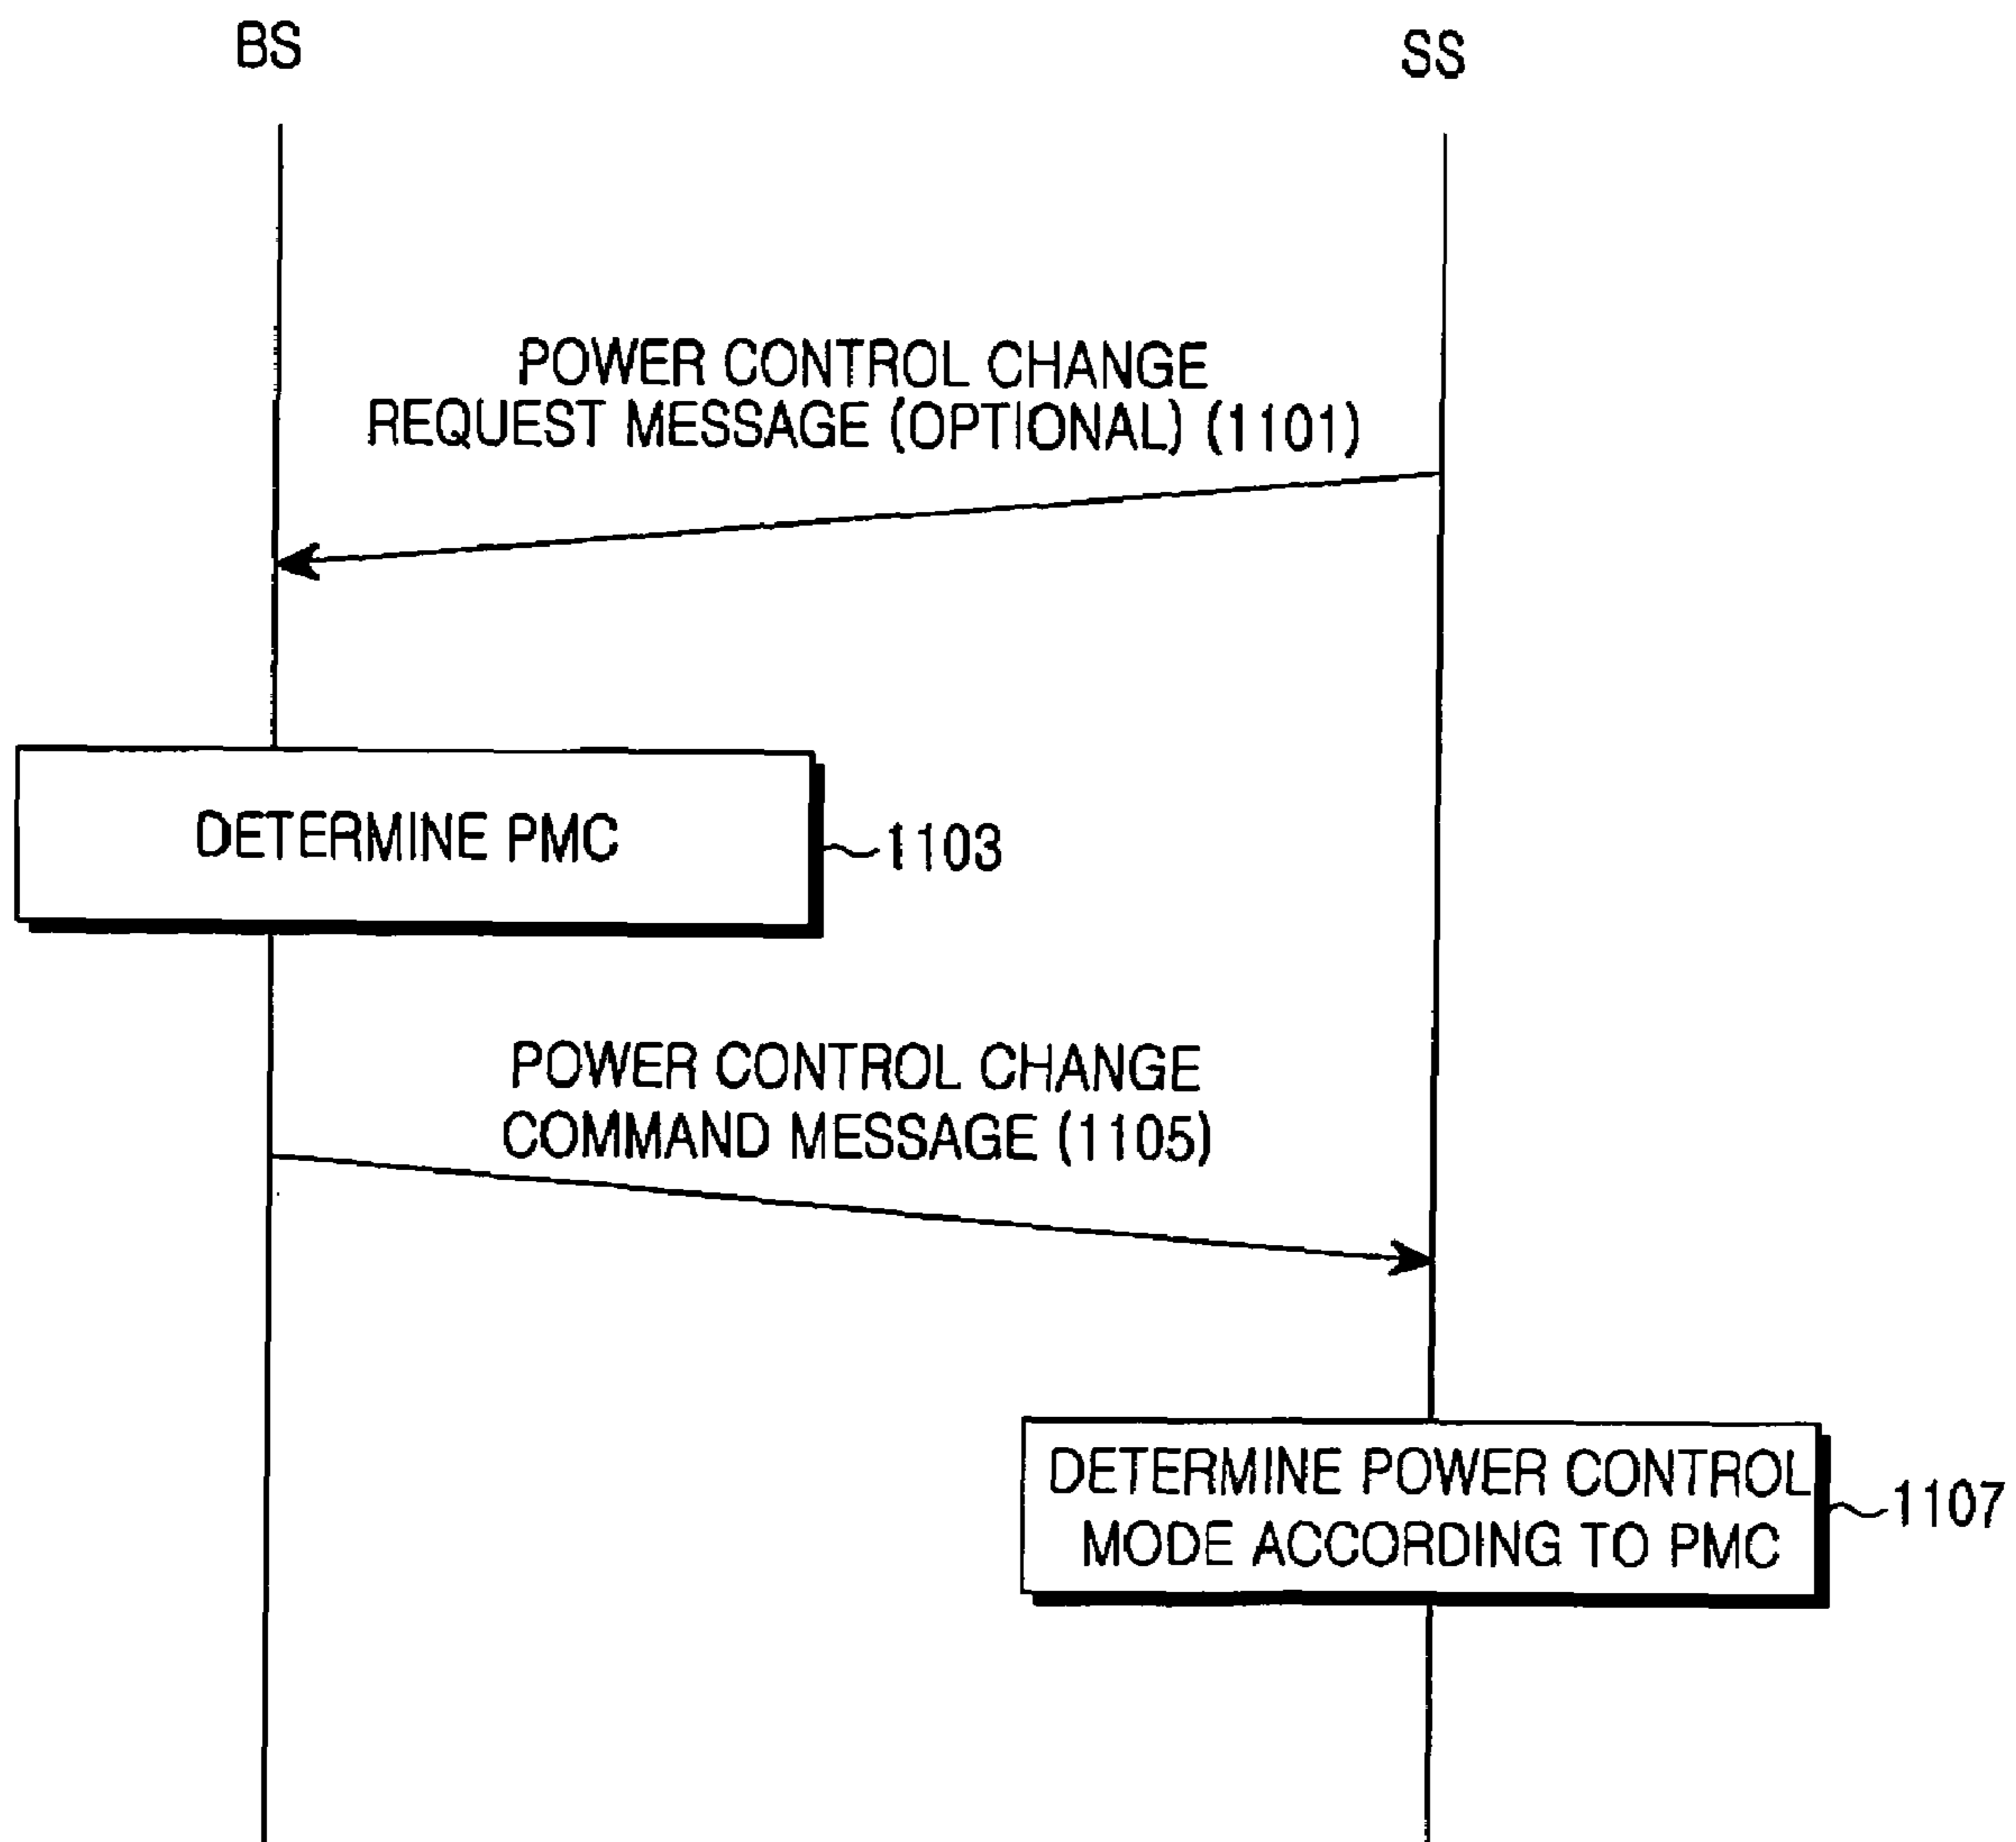 BS
SS
POWER CONTROL CHANGE
REQUEST MESSAGE (OPTIONAL) (1101)
DETERMINE PMC
1103
POWER CONTROL CHANGE
COMMAND MESSAGE (1105)
DETERMINE POWER CONTROL
MODE ACCORDING TO PMC
1107